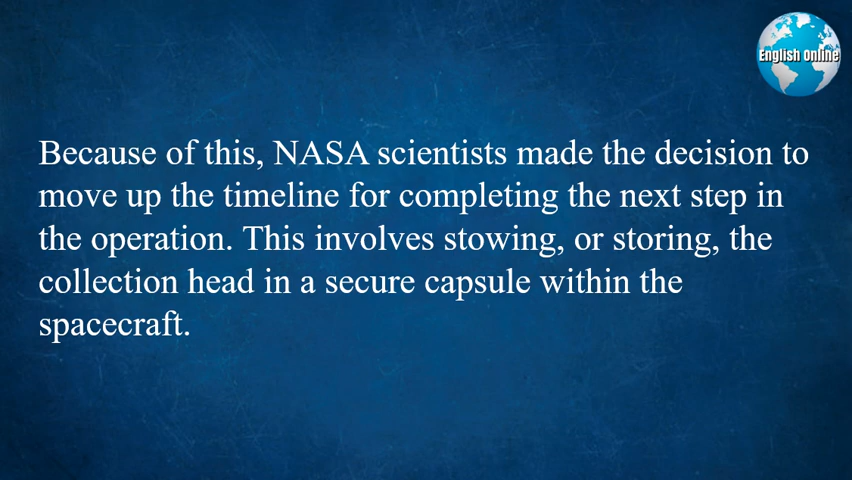 English Online
Because of this, NASA scientists made the decision to
move up the timeline for completing the next step in
the operation. This involves stowing, or storing, the
collection head in a secure capsule within the
spacecraft.